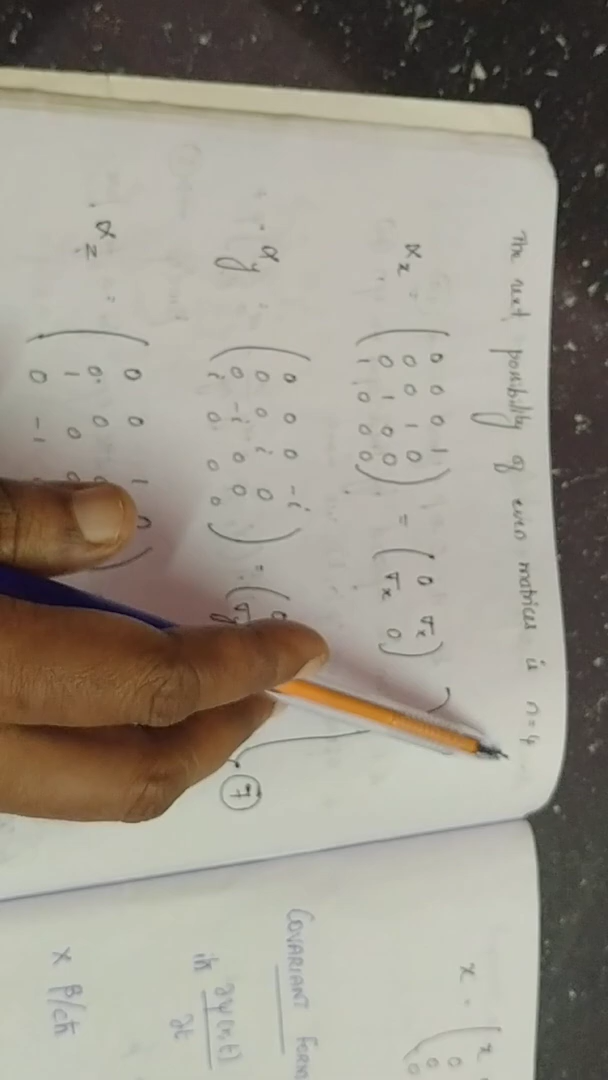 The next possibility of even matrices is n=4
αx = (0 0 0 1
0 0 1 0
0 1 0 0
1 0 0 0) = (0 σx
σx 0)
αy = (0 0 0 -i
0 0 i 0
0 -i 0 0
i 0 0 0) = (0
σy
7
αz = (0 0 1 0
0 0
1 0 0
0 -1
x = (x
0
0
COVARIANT FORM
iħ ∂ψ(r,t)
∂t
x β/cħ